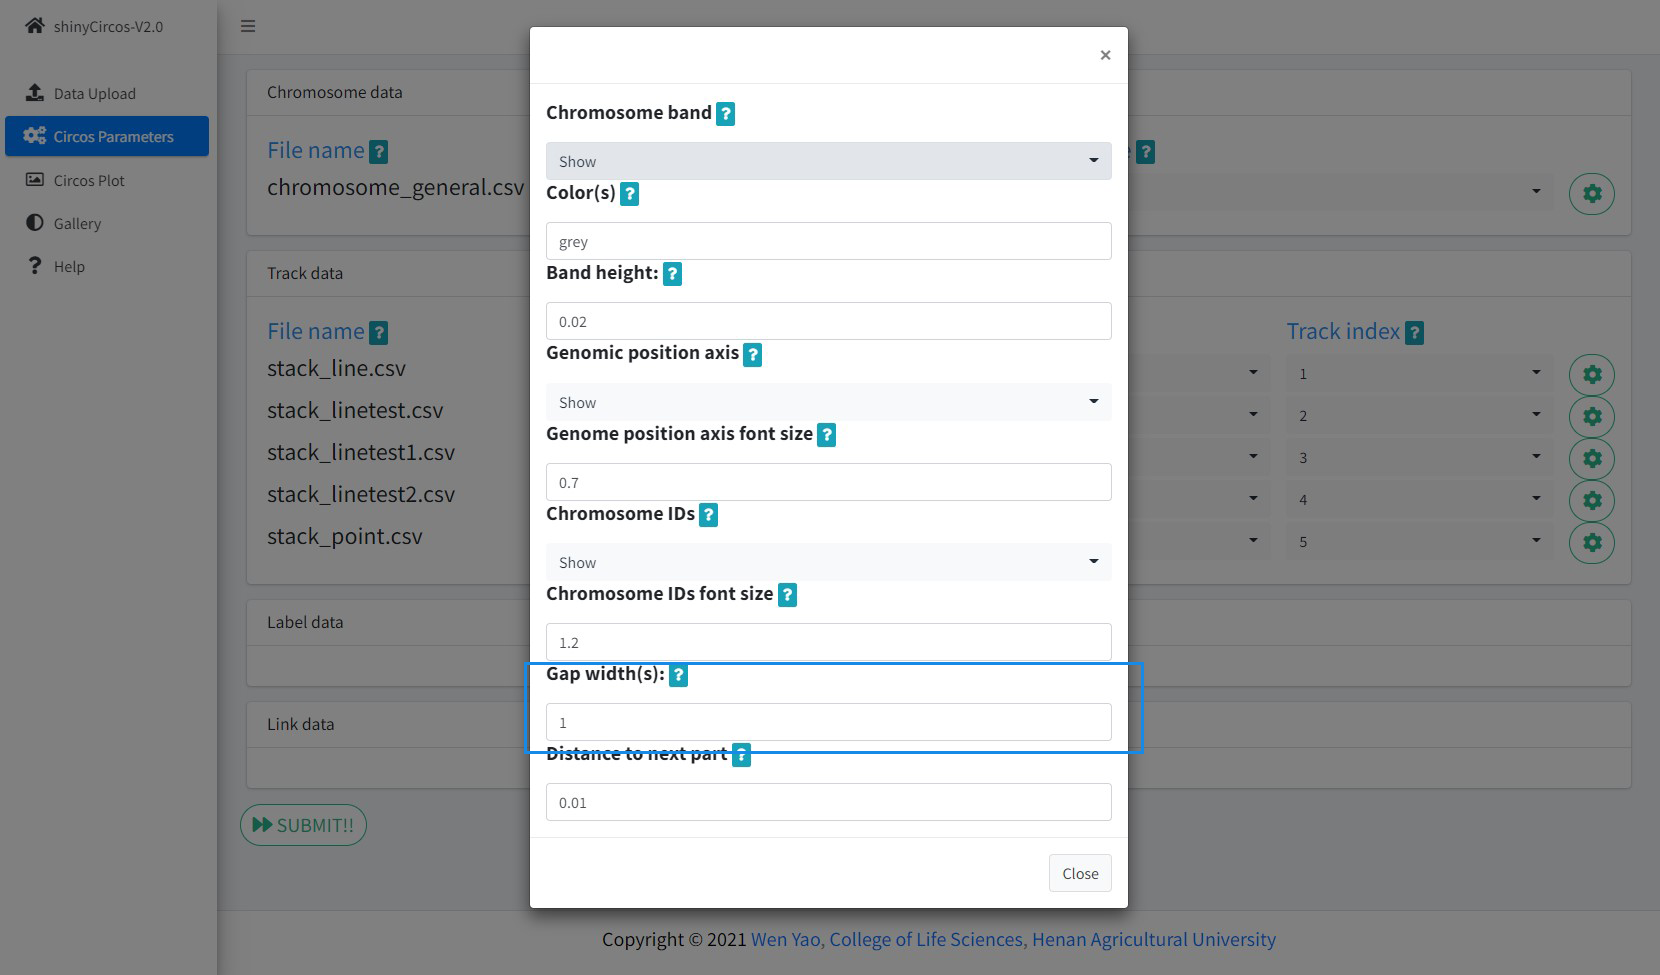 shinyCircos-V2.0
Data Upload
Circos Parameters
Circos Plot
Gallery
Help
Chromosome data
File name ?
chromosome_general.csv
?
Track data
File name ?
Track index ?
stack_line.csv
1
stack_linetest.csv
2
stack_linetest1.csv
3
stack_linetest2.csv
4
stack_point.csv
5
Label data
Link data
SUBMIT!!
×
Chromosome band ?
Show
Color(s) ?
grey
Band height: ?
0.02
Genomic position axis ?
Show
Genome position axis font size ?
0.7
Chromosome IDs ?
Show
Chromosome IDs font size ?
1.2
Gap width(s): ?
1
Distance to next part ?
0.01
Close
Copyright © 2021 Wen Yao, College of Life Sciences, Henan Agricultural University